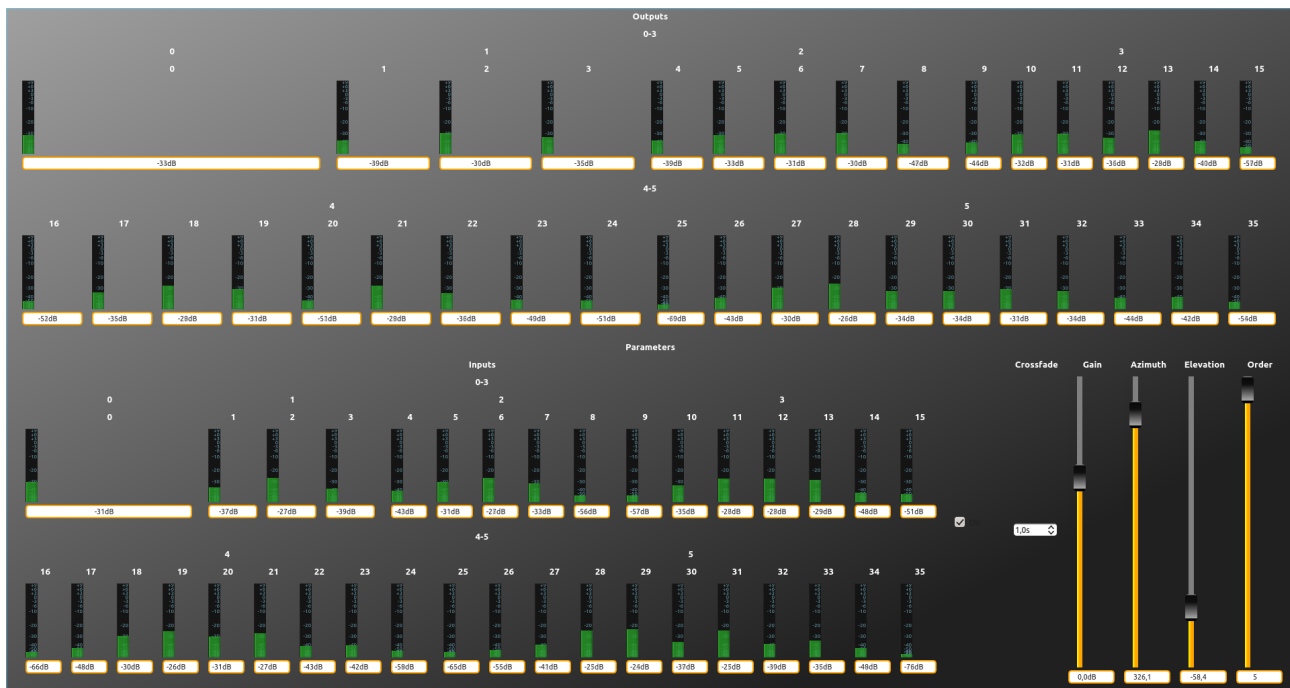 Outputs
0-3
0 1 2 3
0 1 2 3 4 5 6 7 8 9 10 11 12 13 14 15
-33dB -39dB -30dB -35dB -39dB -33dB -31dB -30dB -47dB -44dB -32dB -31dB -36dB -29dB -40dB -57dB
4-5
4 5
16 17 18 19 20 21 22 23 24 25 26 27 28 29 30 31 32 33 34 35
-52dB -35dB -28dB -31dB -51dB -28dB -36dB -49dB -51dB -69dB -43dB -30dB -26dB -34dB -34dB -31dB -34dB -44dB -42dB -54dB
Parameters
Inputs Crossfade Gain Azimuth Elevation Order
0-3
0 1 2 3
0 1 2 3 4 5 6 7 8 9 10 11 12 13 14 15
-31dB -37dB -27dB -39dB -43dB -31dB -27dB -33dB -56dB -57dB -35dB -28dB -28dB -29dB -48dB -51dB
1,0s
4-5
4 5
16 17 18 19 20 21 22 23 24 25 26 27 28 29 30 31 32 33 34 35
-66dB -48dB -30dB -26dB -31dB -27dB -43dB -42dB -58dB -65dB -55dB -41dB -25dB -24dB -37dB -25dB -39dB -35dB -48dB -76dB
0,0dB 326,1 -58,4 5